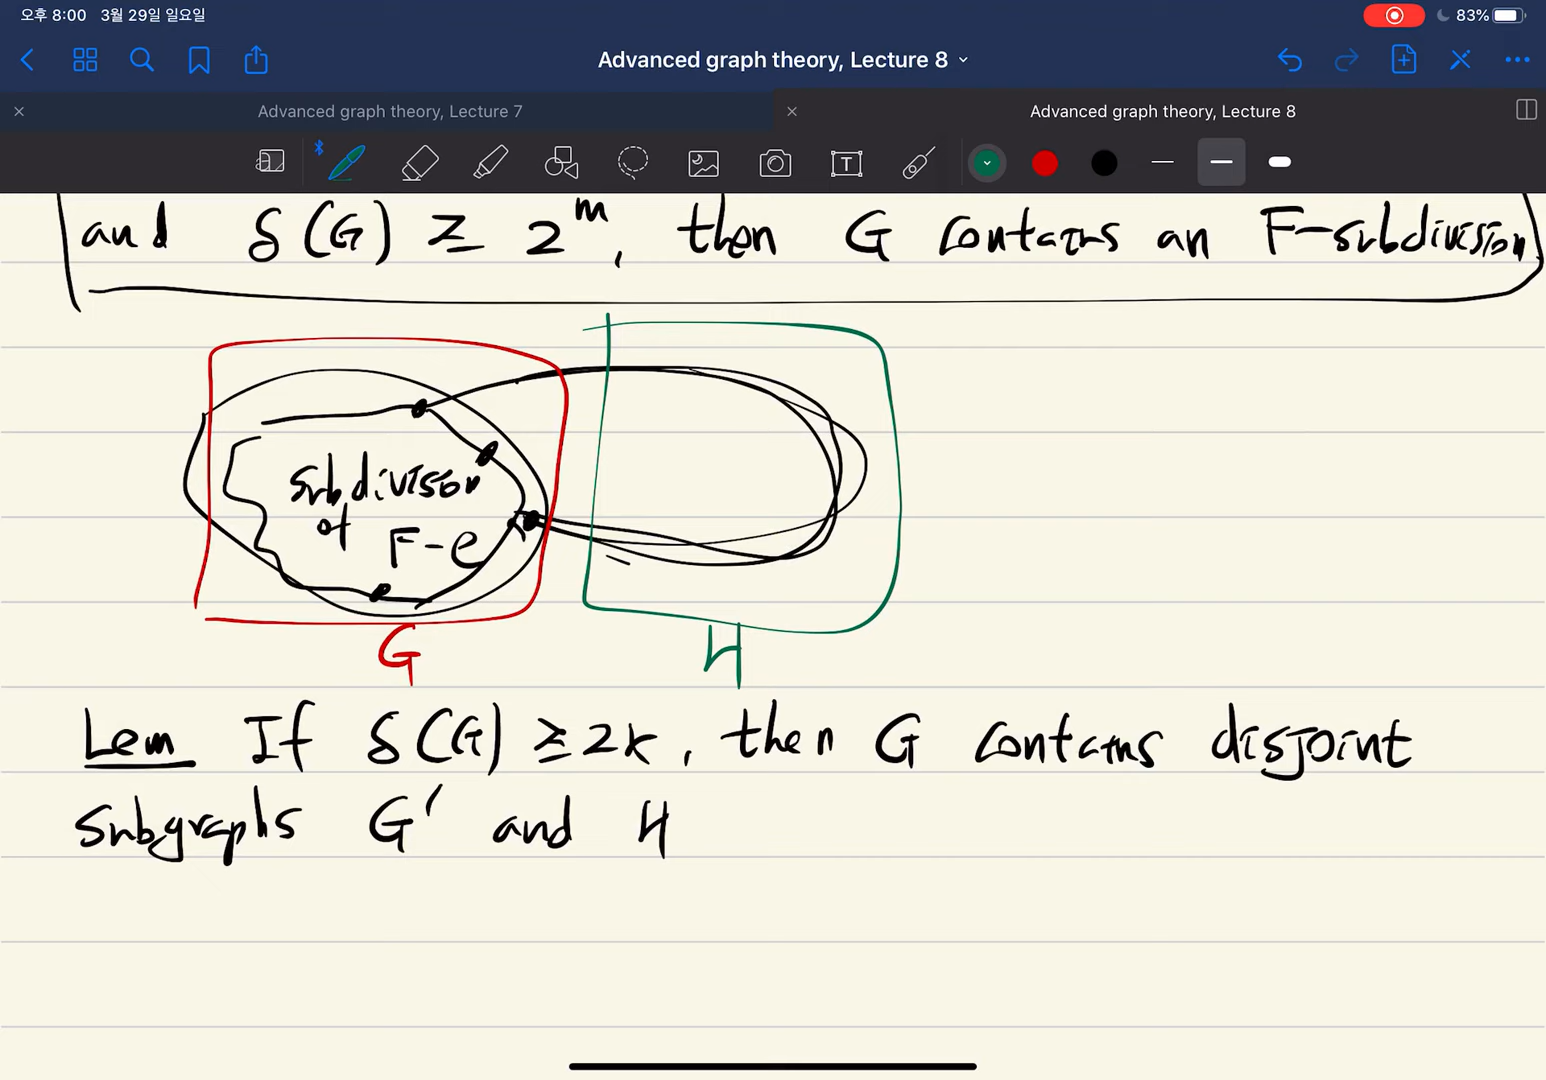 오후 8:00 3월 29일 일요일 83%
Advanced graph theory, Lecture 8
Advanced graph theory, Lecture 7
Advanced graph theory, Lecture 8
and δ(G) ≥ 2^m, then G contains an F-subdivision
subdivison
of F-e
G
H
Lem If δ(G) ≥ 2k, then G contains disjoint
subgraphs G′ and H